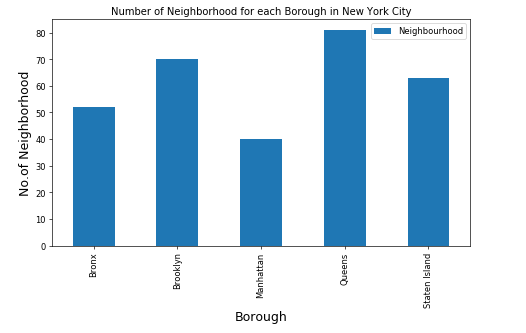 Number of Neighborhood for each Borough in New York City
Neighbourhood
No.of Neighborhood
80
70
60
50
40
30
20
10
0
Bronx
Brooklyn
Manhattan
Queens
Staten Island
Borough